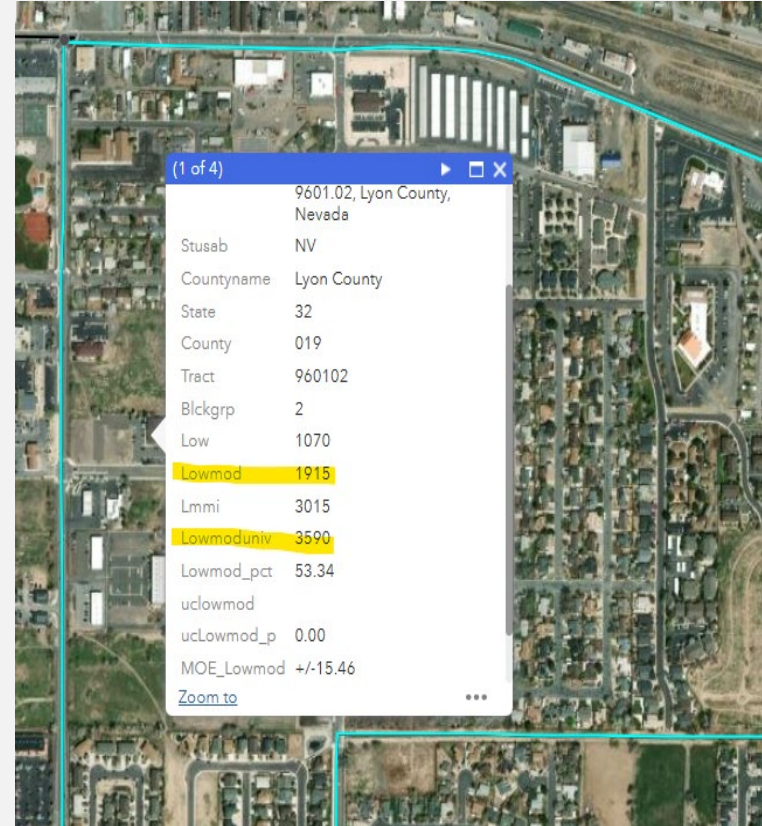 (1 of 4)
9601.02, Lyon County,
Nevada
Stusab NV
Countyname Lyon County
State 32
County 019
Tract 960102
Blckgrp 2
Low 1070
Lowmod 1915
Lmmi 3015
Lowmoduniv 3590
Lowmod_pct 53.34
uclowmod
ucLowmod_p 0.00
MOE_Lowmod +/-15.46
Zoom to